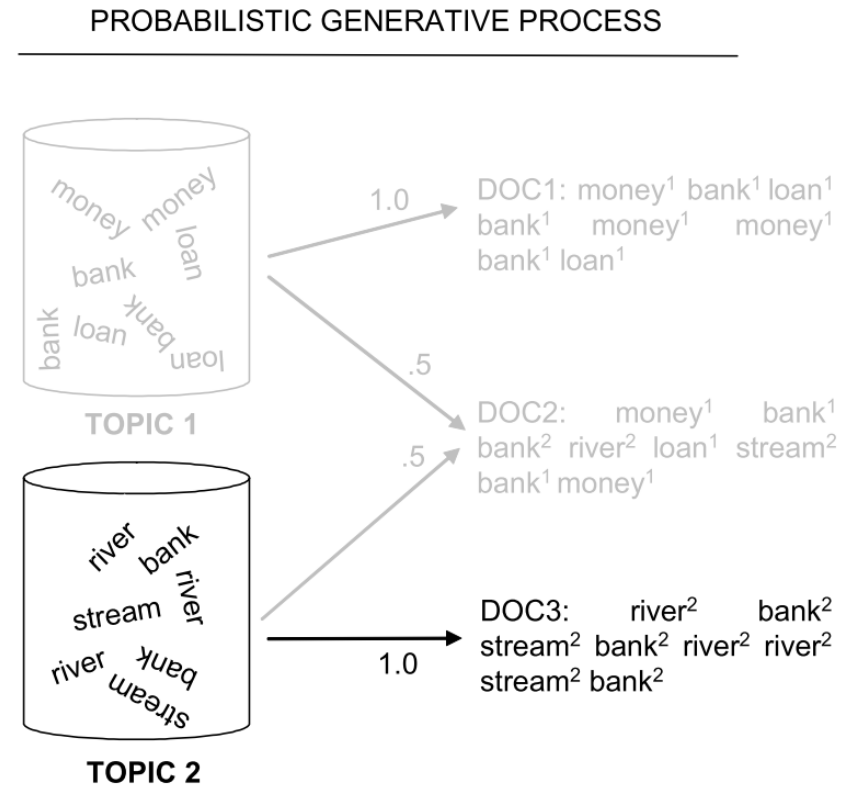 PROBABILISTIC GENERATIVE PROCESS
money
money
loan
bank
bank
loan
bank
loan
TOPIC 1
1.0
.5
DOC1: money¹ bank¹ loan¹
bank¹ money¹ money¹
bank¹ loan¹
.5
DOC2: money¹ bank¹
bank² river² loan¹ stream²
bank¹ money¹
river
bank
river
stream
river
bank
stream
TOPIC 2
1.0
DOC3: river² bank²
stream² bank² river² river²
stream² bank²